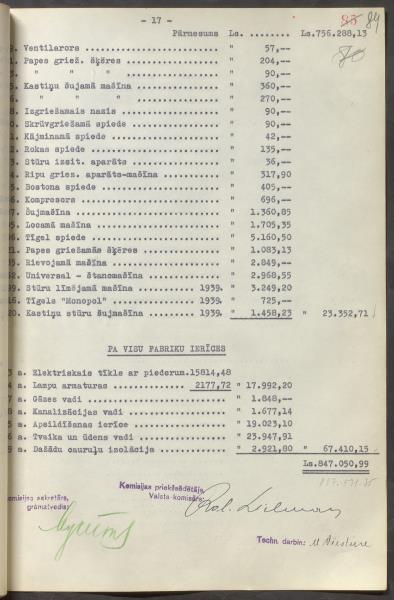 - 17 -
84
Pārnesums Ls. ........ Ls.756.288,13
Ventilarors " 57,--
Papes griež. šķēres " 204,--
" " " " 90,--
Kastiņu šujamā mašīna " 360,--
" " " " 270,--
Izgriežamais nazis " 90,--
Skrūvgriežamā spiede " 90,--
Kājminamā spiede " 42,--
Rokas spiede " 135,--
Stūru izsit. aparāts " 36,--
Ripu gries. aparāts-mašīna " 317,90
Bostona spiede " 405,--
Kompresors " 696,--
Šujmašīna " 1.360,85
Locamā mašīna " 1.705,35
Tīgel spiede " 5.160,50
Papes griežamās šķēres " 1.083,13
Rievojamā mašīna " 2.849,--
Universal - štancmašīna " 2.968,55
Stūru līmējamā mašīna 1939. " 3.249,20
Tīgels "Monopol" 1939. " 725,--
Kastiņu stūru šujmašīna 1939. " 1.458,23 " 23.352,71
PA VISU FABRIKU IERĪCES
a. Elektriskais tīkls ar piederum.15814,48
a. Lampu armaturas 2177,72 " 17.992,20
a. Gāzes vadi " 1.848,--
a. Kanalizācijas vadi " 1.677,14
a. Apsildīšanas ierīce " 19.023,10
a. Tvaika un ūdens vadi " 23.947,91
a. Dažādu cauruļu izolācija " 2.921,80 " 67.410,15
Ls.847.050,99
Komisijas priekšsēdētājs,
Valsts komisārs:
sekretārs,
grāmatvedis:
Techn. darbin.: